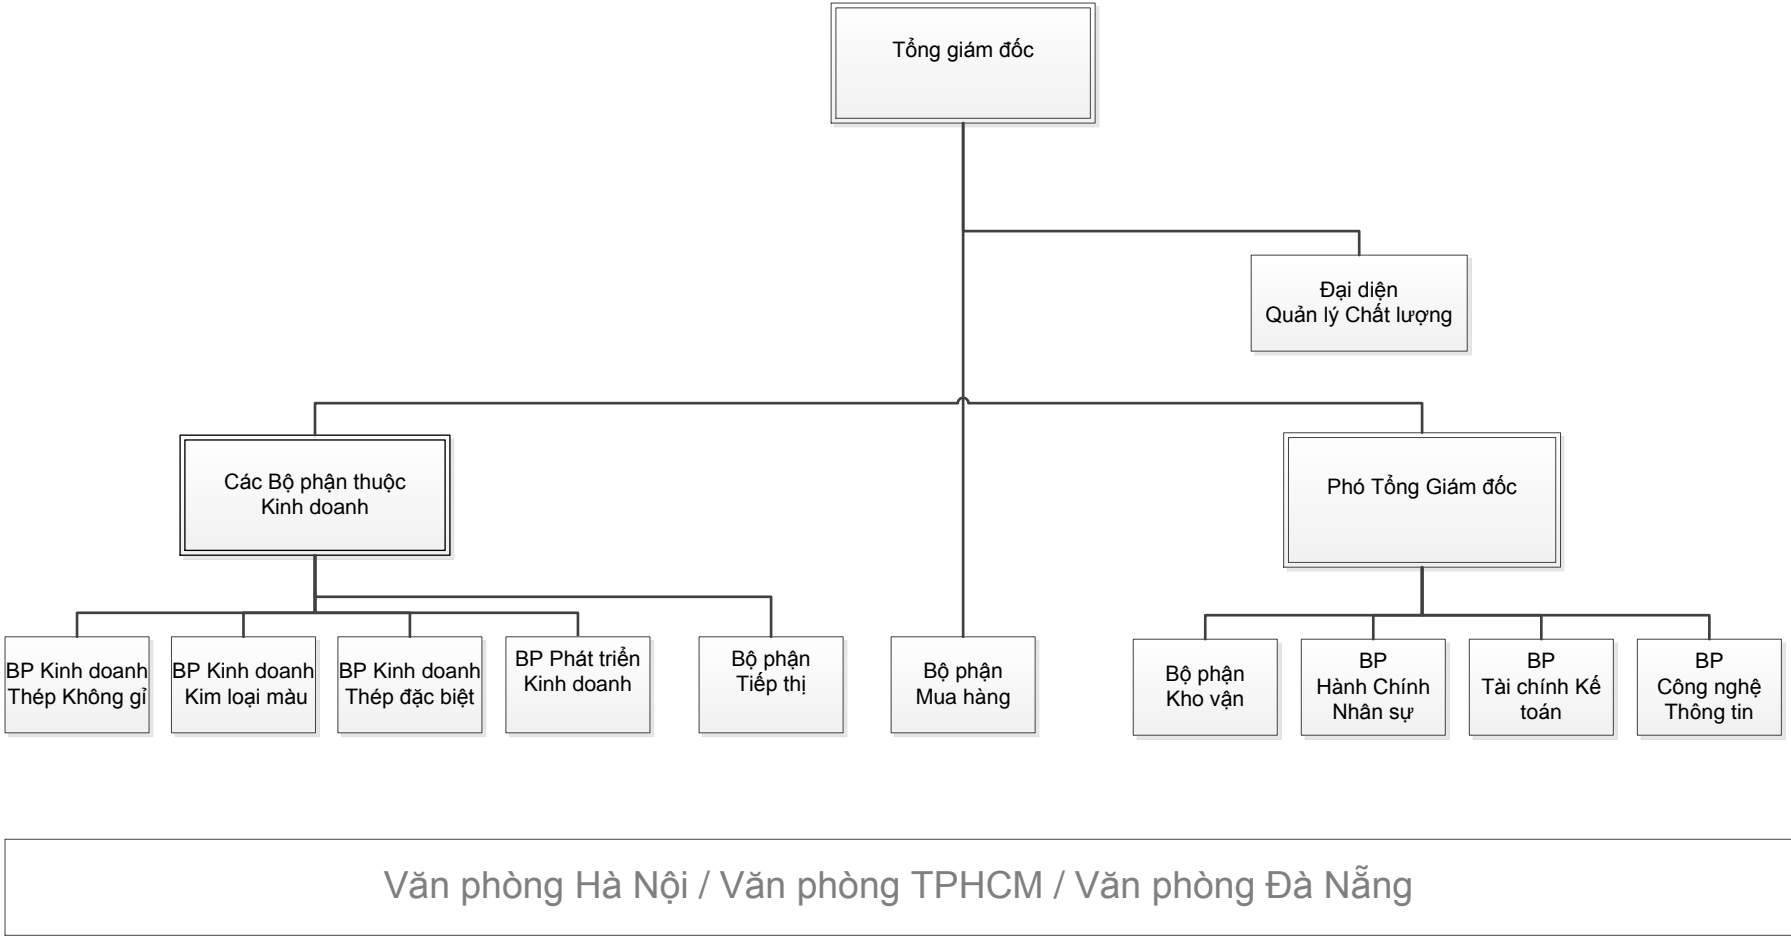 Tổng giám đốc
Đại diện
Quản lý Chất lượng
Các Bộ phận thuộc
Kinh doanh
Phó Tổng Giám đốc
BP Kinh doanh
Thép Không gỉ
BP Kinh doanh
Kim loại màu
BP Kinh doanh
Thép đặc biệt
BP Phát triển
Kinh doanh
Bộ phận
Tiếp thị
Bộ phận
Mua hàng
Bộ phận
Kho vận
BP
Hành Chính
Nhân sự
BP
Tài chính Kế
toán
BP
Công nghệ
Thông tin
Văn phòng Hà Nội / Văn phòng TPHCM / Văn phòng Đà Nẵng